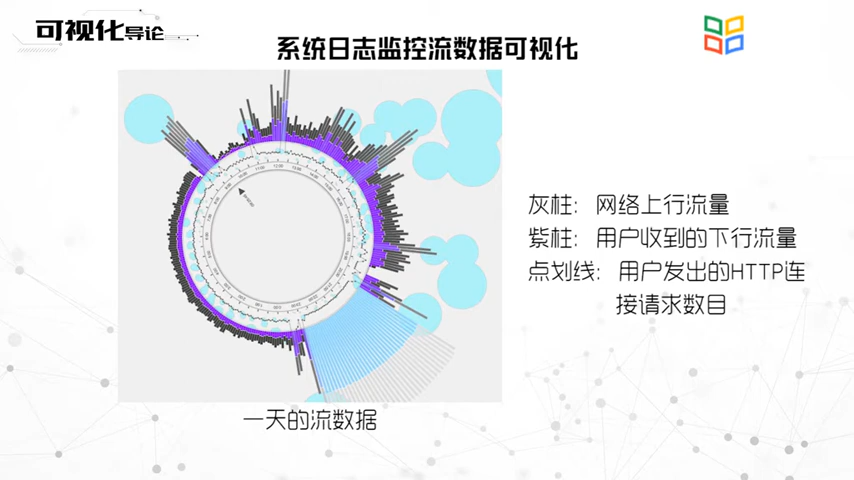 可视化导论
系统日志监控流数据可视化
灰柱：网络上行流量
紫柱：用户收到的下行流量
点划线：用户发出的HTTP连
接请求数目
一天的流数据